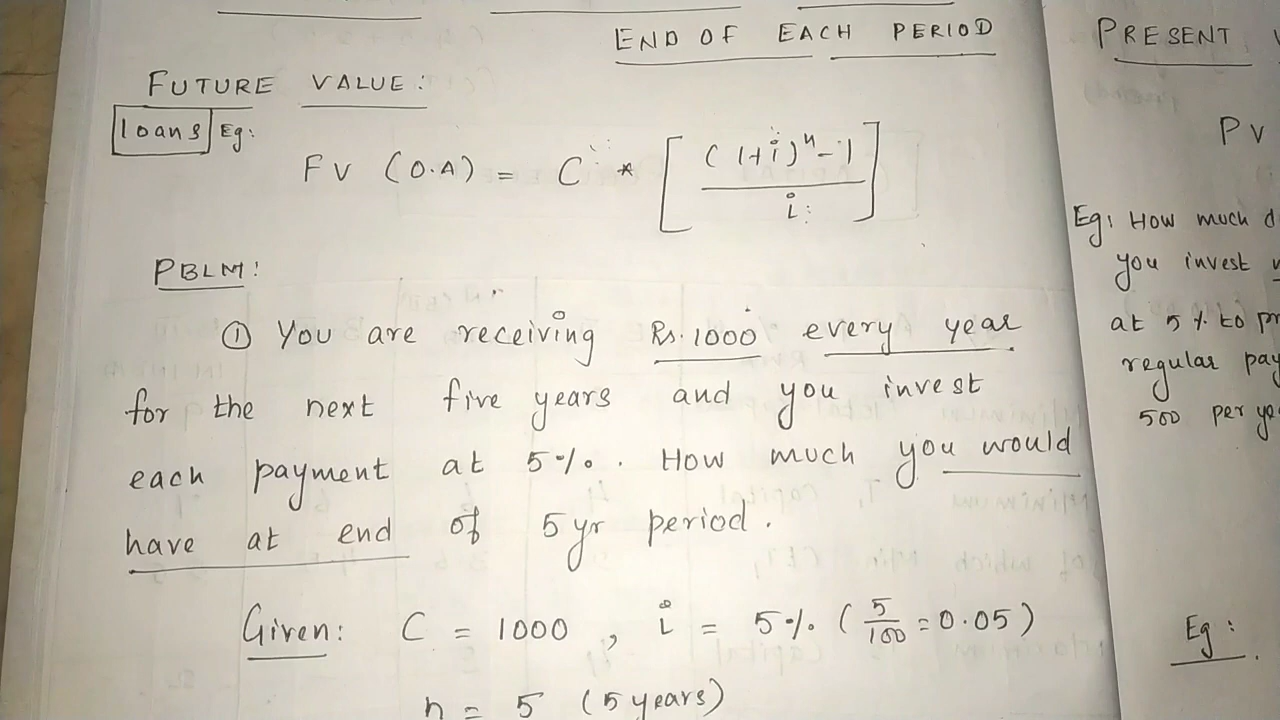 END OF EACH PERIOD
FUTURE VALUE:
loans Eg:
FV (O.A) = C * [ (1+i)^n - 1 / i ]
PBLM:
① You are receiving Rs. 1000 every year
for the next five years and you invest
each payment at 5%. How much you would
have at end of 5 yr period.
Given: C = 1000, i = 5% ( 5/100 = 0.05)
n = 5 (5 years)
PRESENT
PV
Eg: How much
you invest
at 5% to
regular
500 per
Eg: